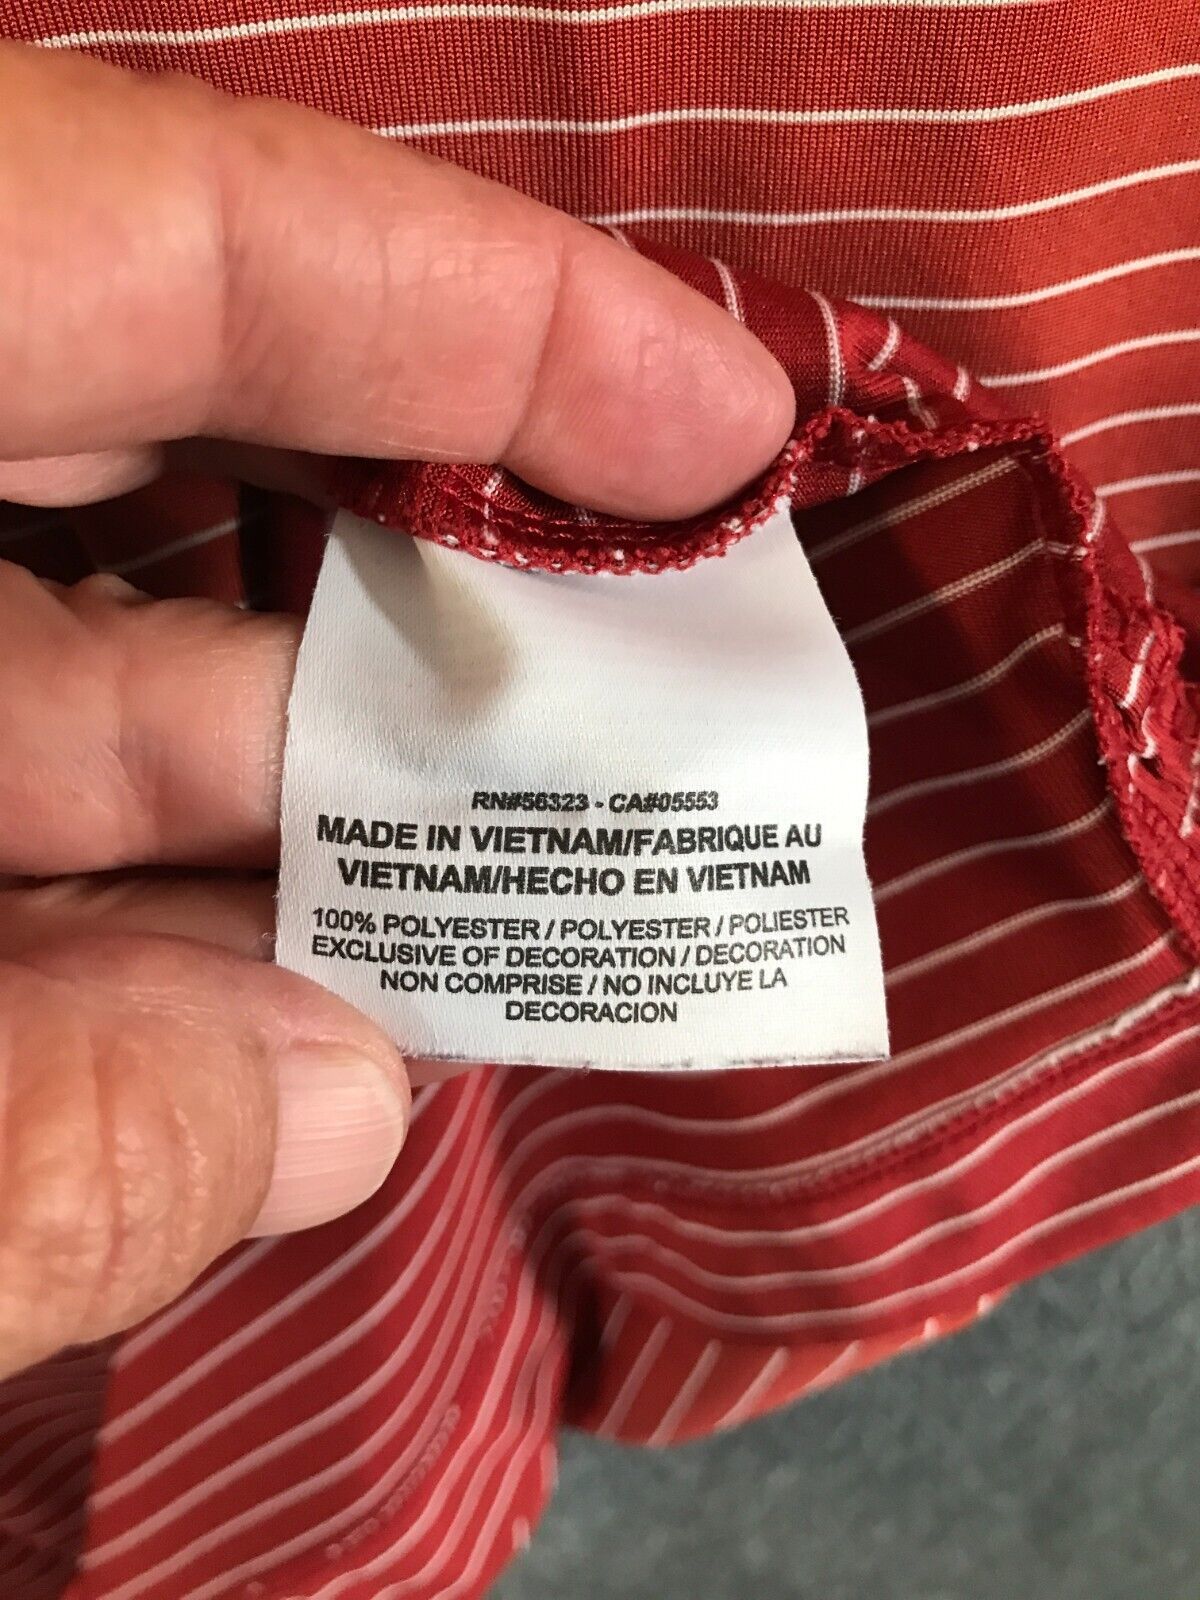 RN#56323 - CA#05553
MADE IN VIETNAM/FABRIQUE AU
VIETNAM/HECHO EN VIETNAM
100% POLYESTER / POLYESTER / POLIESTER
EXCLUSIVE OF DECORATION / DECORATION
NON COMPRISE / NO INCLUYE LA
DECORACION